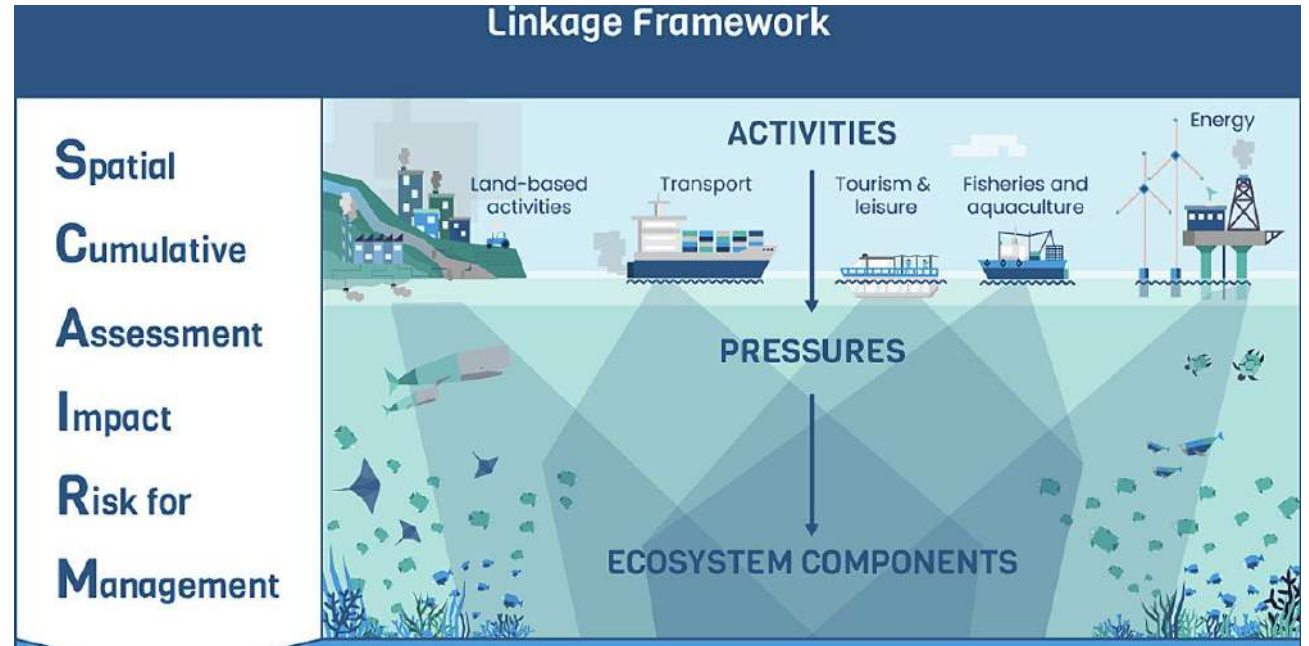 Linkage Framework
Spatial
Cumulative
Assessment
Impact
Risk for
Management
ACTIVITIES
Energy
Land-based
activities
Transport
Tourism &
leisure
Fisheries and
aquaculture
PRESSURES
ECOSYSTEM COMPONENTS